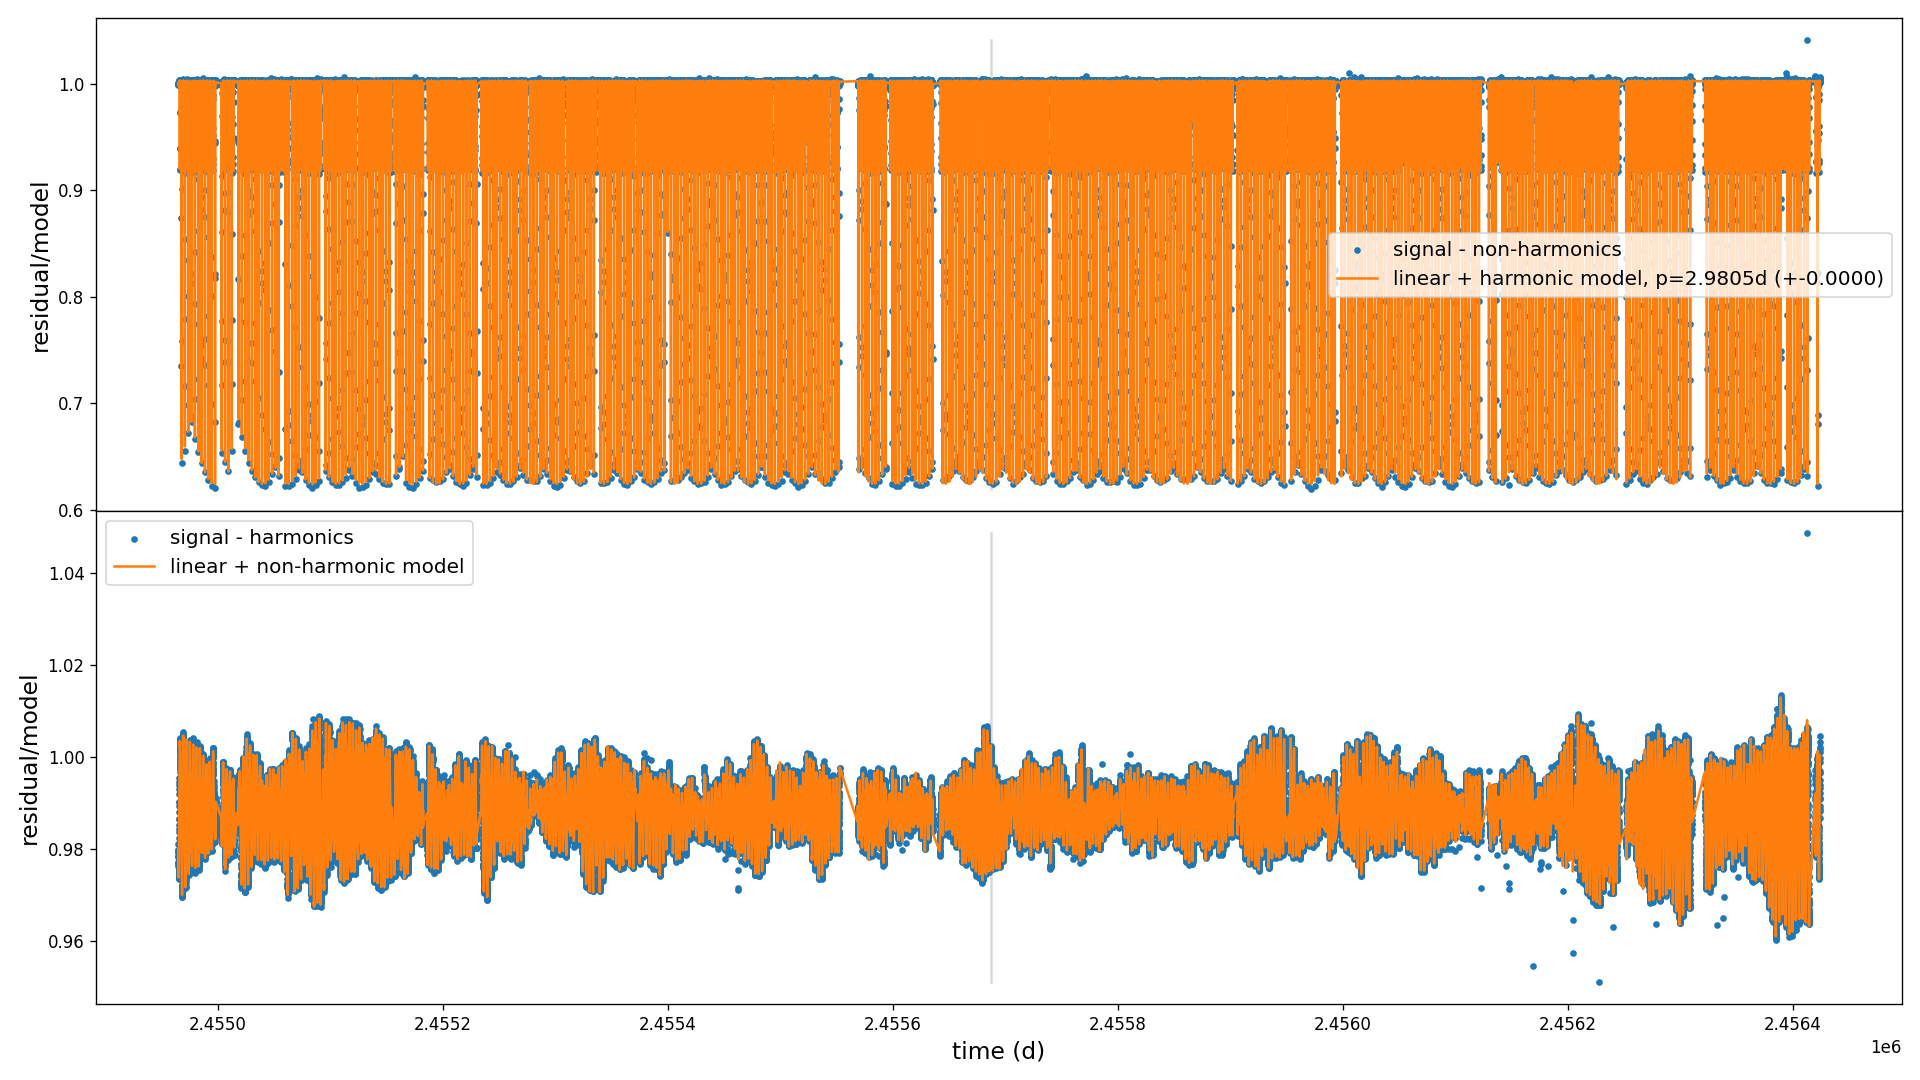 1.0
0.9
0.8
0.7
0.6
residual/model
signal - non-harmonics
linear + harmonic model, p=2.9805d (+-0.0000)
signal - harmonics
linear + non-harmonic model
1.04
1.02
1.00
0.98
0.96
residual/model
2.4550 2.4552 2.4554 2.4556 2.4558 2.4560 2.4562 2.4564
1e6
time (d)